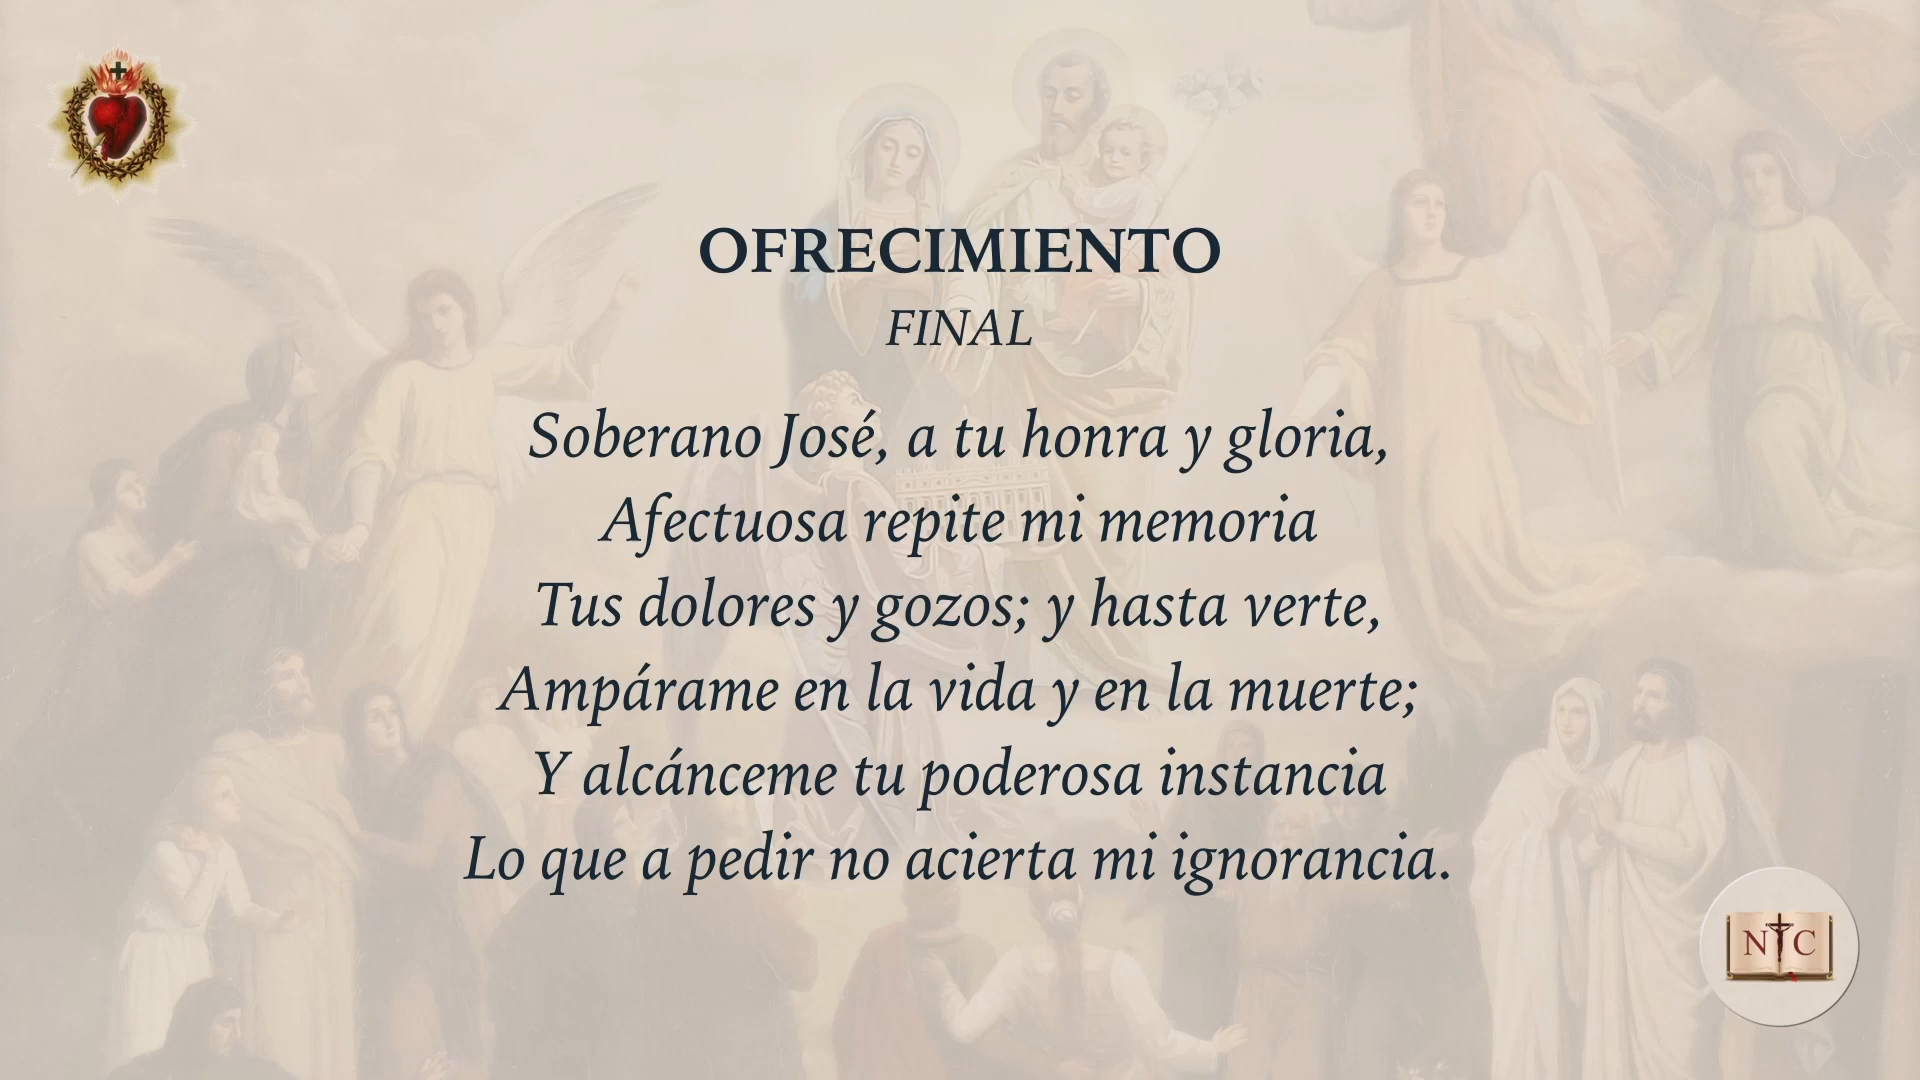 OFRECIMIENTO
FINAL
Soberano José, a tu honra y gloria,
Afectuosa repite mi memoria
Tus dolores y gozos; y hasta verte,
Ampárame en la vida y en la muerte;
Y alcánceme tu poderosa instancia
Lo que a pedir no acierta mi ignorancia.
N C